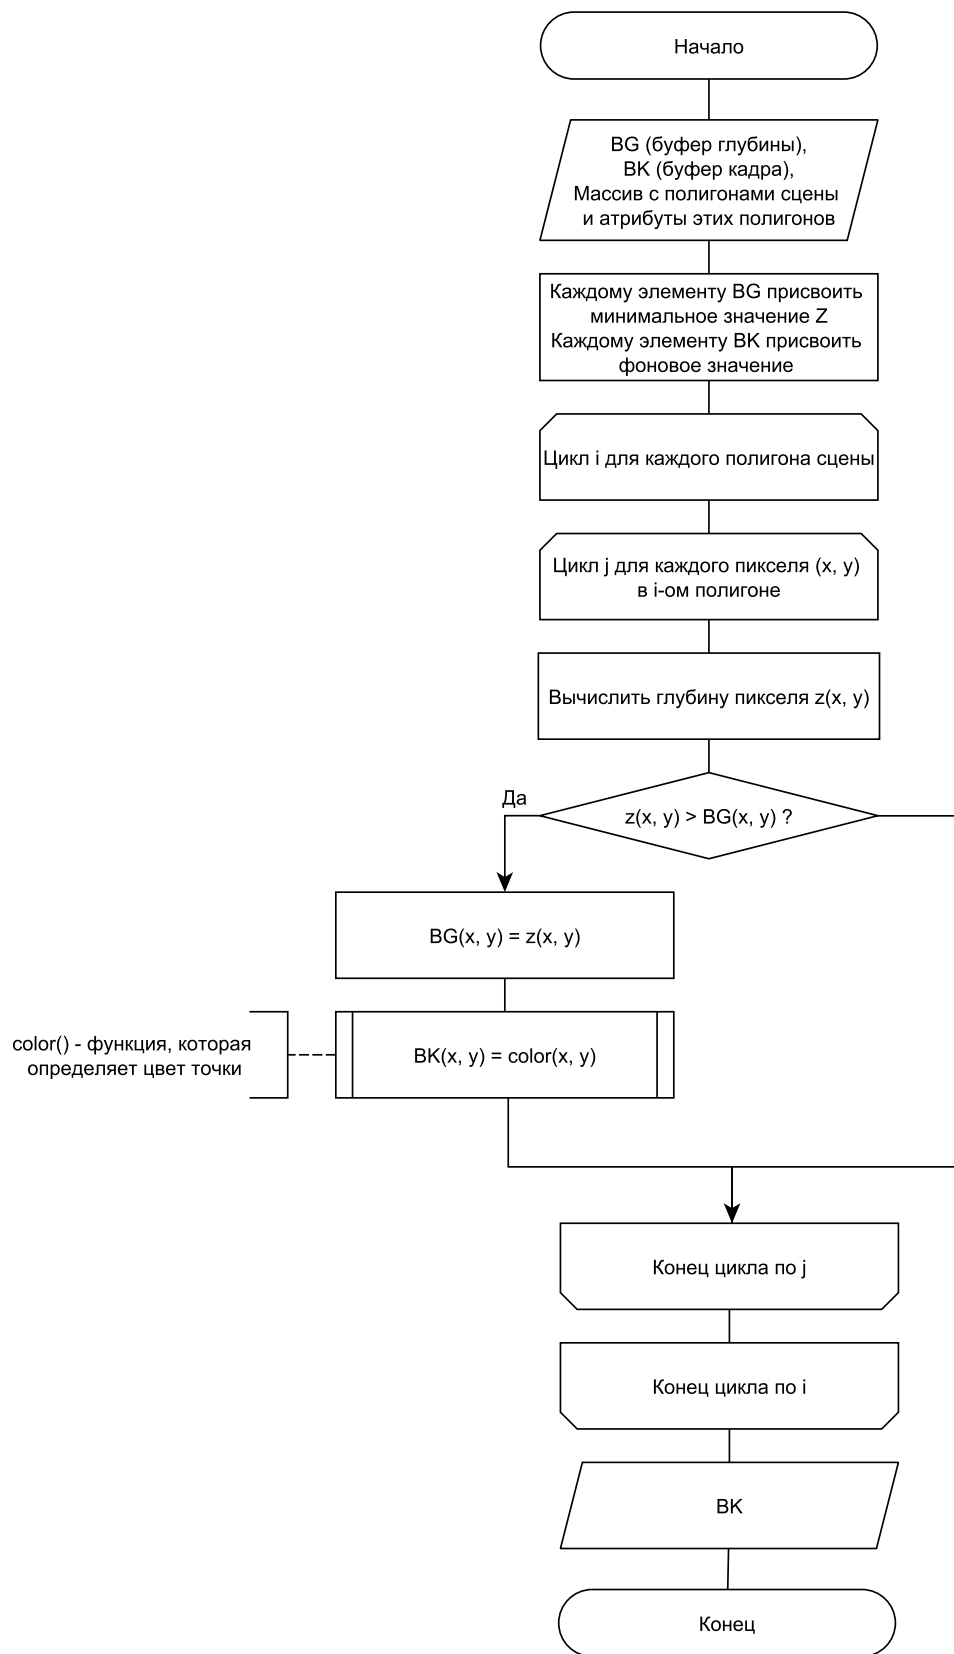 Начало
BG (буфер глубины),
BK (буфер кадра),
Массив с полигонами сцены
и атрибуты этих полигонов
Каждому элементу BG присвоить
минимальное значение Z
Каждому элементу BK присвоить
фоновое значение
Цикл i для каждого полигона сцены
Цикл j для каждого пикселя (x, y)
в i-ом полигоне
Вычислить глубину пикселя z(x, y)
z(x, y) > BG(x, y) ?
Да
BG(x, y) = z(x, y)
BK(x, y) = color(x, y)
color() - функция, которая
определяет цвет точки
Конец цикла по j
Конец цикла по i
BK
Конец